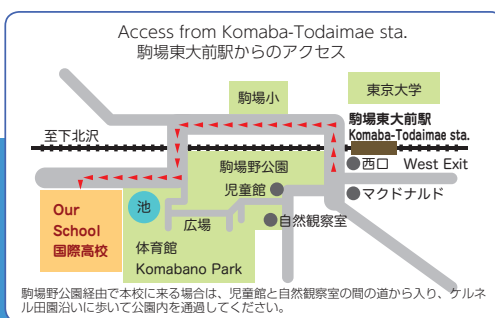 Access from Komaba-Todaimae sta.
駒場東大前駅からのアクセス
東京大学
駒場小
駒場東大前駅
Komaba-Todaimae sta.
至下北沢
西口 West Exit
駒場野公園
児童館
マクドナルド
池
Our
School
国際高校
広場
自然観察室
体育館
Komabano Park
駒場野公園経由で本校に来る場合は、児童館と自然観察室の間の道から入り、ケルネ
ル田園沿いに歩いて公園内を通過してください。